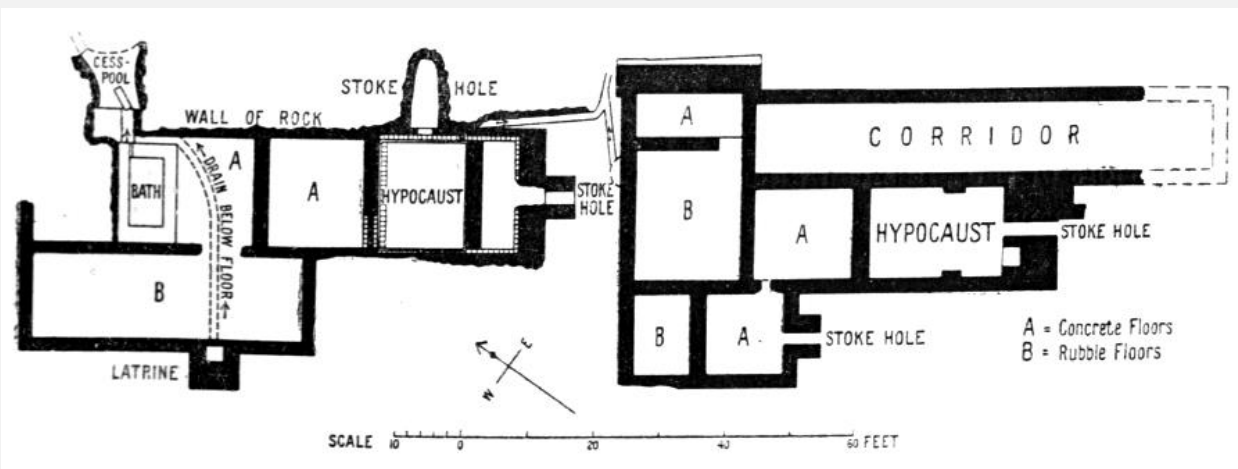 CESS-
POOL
STOKE HOLE
WALL OF ROCK
A
BATH
DRAIN BELOW FLOOR
A
HYPOCAUST
STOKE
HOLE
B
LATRINE
A
CORRIDOR
B
A
HYPOCAUST
STOKE HOLE
B
A
STOKE HOLE
A = Concrete Floors
B = Rubble Floors
E
W
SCALE 10 0 20 40 60 FEET